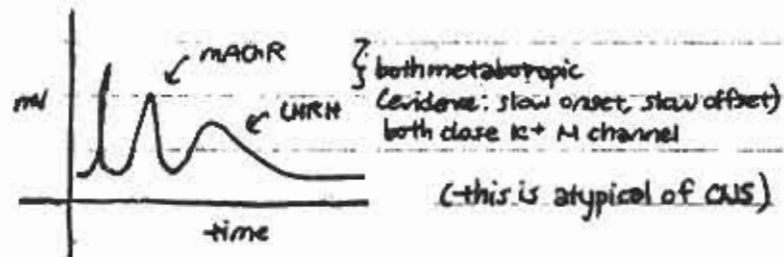 mAChR
mV
LHRH
time
both metabotropic
(evidence: slow onset, slow offset)
both close K+ M channel
(this is atypical of CNS)